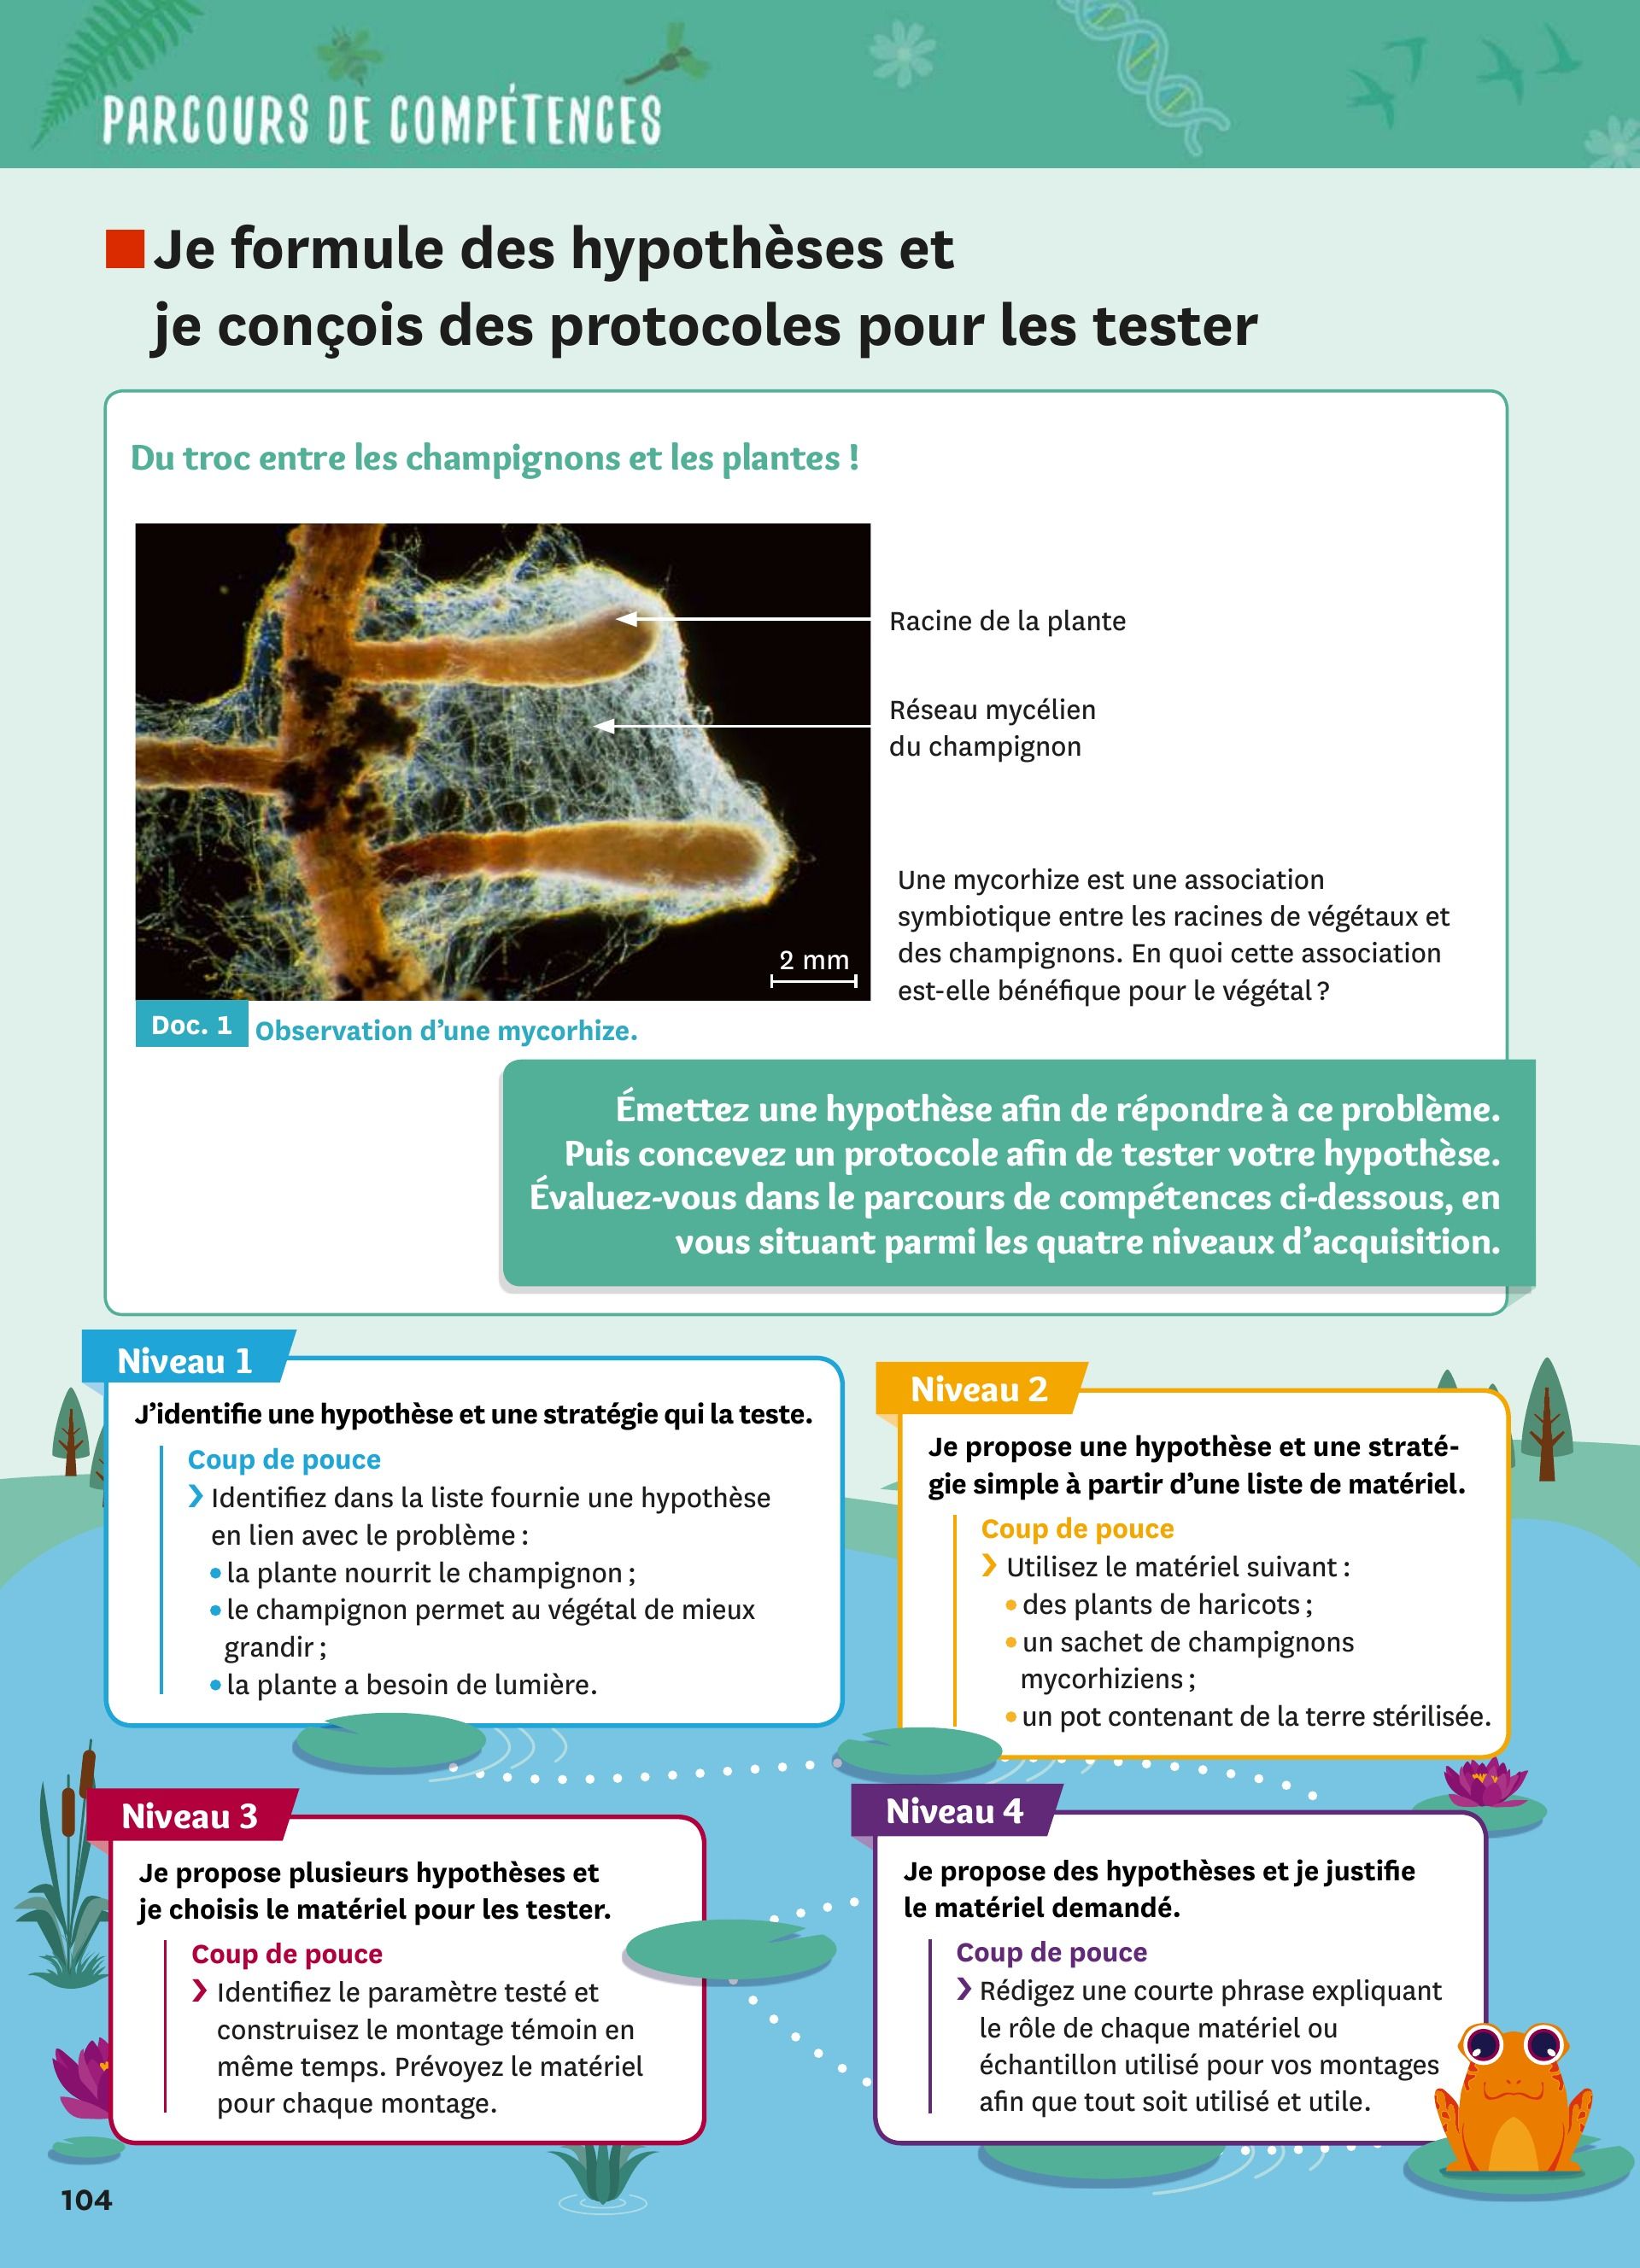 PARCOURS DE COMPÉTENCES
Je formule des hypothèses et
je conçois des protocoles pour les tester
Du troc entre les champignons et les plantes !
Racine de la plante
Réseau mycélien
du champignon
Une mycorhize est une association
symbiotique entre les racines de végétaux et
des champignons. En quoi cette association
est-elle bénéfique pour le végétal ?
2 mm
Doc. 1 Observation d’une mycorhize.
Émettez une hypothèse afin de répondre à ce problème.
Puis concevez un protocole afin de tester votre hypothèse.
Évaluez-vous dans le parcours de compétences ci-dessous, en
vous situant parmi les quatre niveaux d’acquisition.
Niveau 1
J’identifie une hypothèse et une stratégie qui la teste.
Coup de pouce
❯ Identifiez dans la liste fournie une hypothèse
en lien avec le problème :
• la plante nourrit le champignon ;
• le champignon permet au végétal de mieux
grandir ;
• la plante a besoin de lumière.
Niveau 2
Je propose une hypothèse et une straté-
gie simple à partir d’une liste de matériel.
Coup de pouce
❯ Utilisez le matériel suivant :
• des plants de haricots ;
• un sachet de champignons
mycorhiziens ;
• un pot contenant de la terre stérilisée.
Niveau 3
Je propose plusieurs hypothèses et
je choisis le matériel pour les tester.
Coup de pouce
❯ Identifiez le paramètre testé et
construisez le montage témoin en
même temps. Prévoyez le matériel
pour chaque montage.
Niveau 4
Je propose des hypothèses et je justifie
le matériel demandé.
Coup de pouce
❯ Rédigez une courte phrase expliquant
le rôle de chaque matériel ou
échantillon utilisé pour vos montages
afin que tout soit utilisé et utile.
104